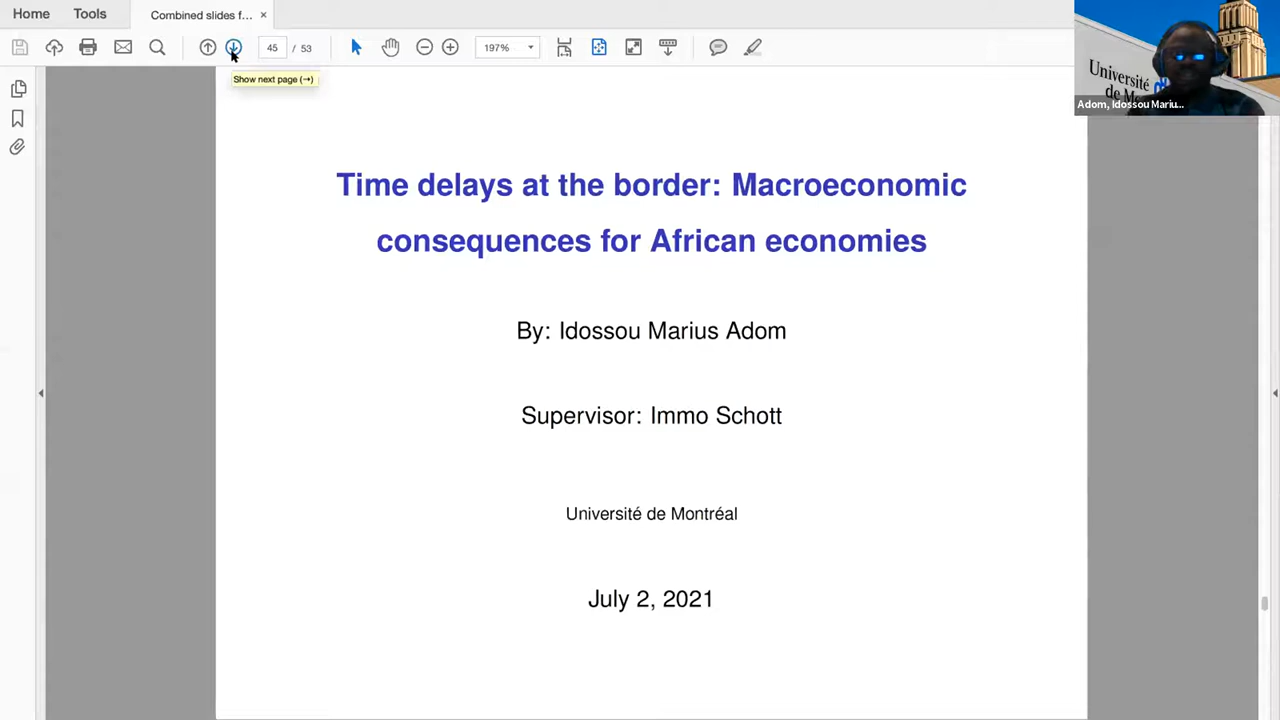 Home
Tools
Combined slides f...
45 / 53
197%
Show next page (→)
Université
de Mo
Adom, Idossou Mariu...
Time delays at the border: Macroeconomic
consequences for African economies
By: Idossou Marius Adom
Supervisor: Immo Schott
Université de Montréal
July 2, 2021